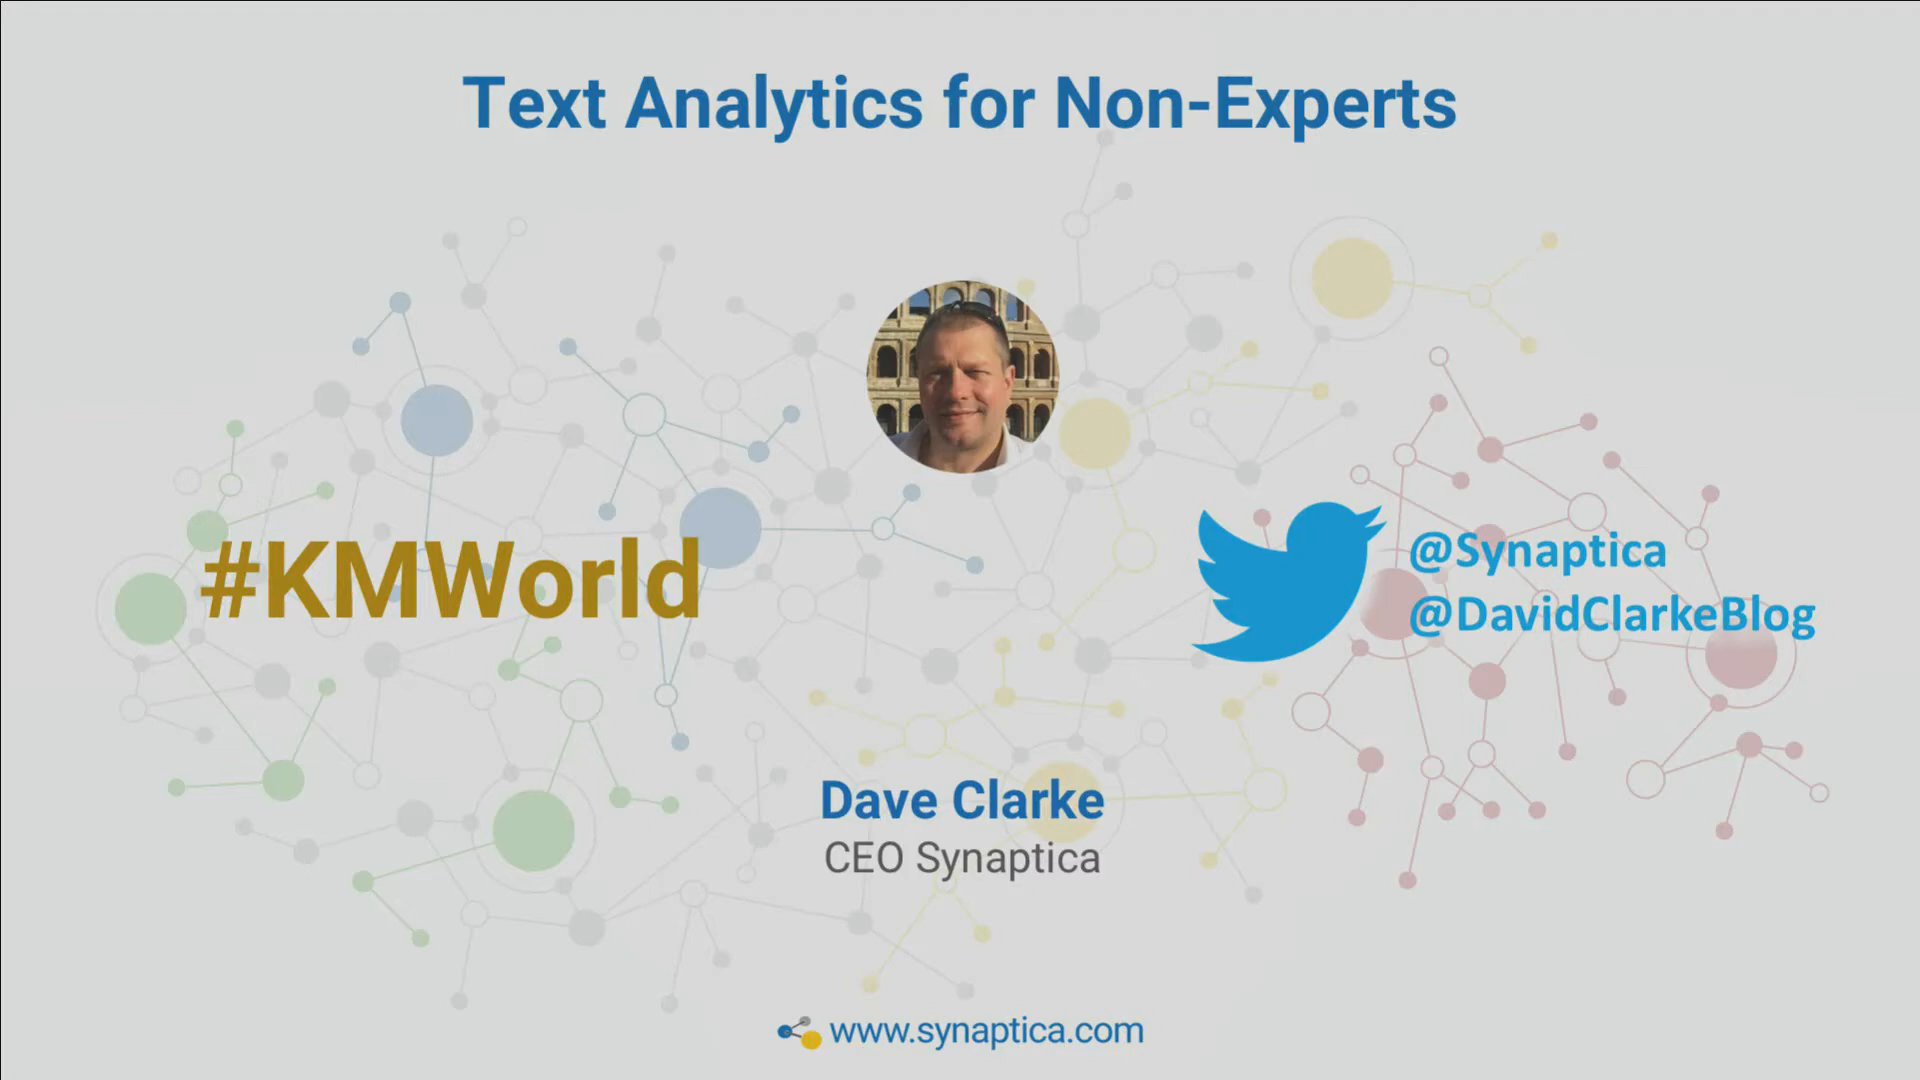 Text Analytics for Non-Experts
#KMWorld
@Synaptica
@DavidClarkeBlog
Dave Clarke
CEO Synaptica
www.synaptica.com